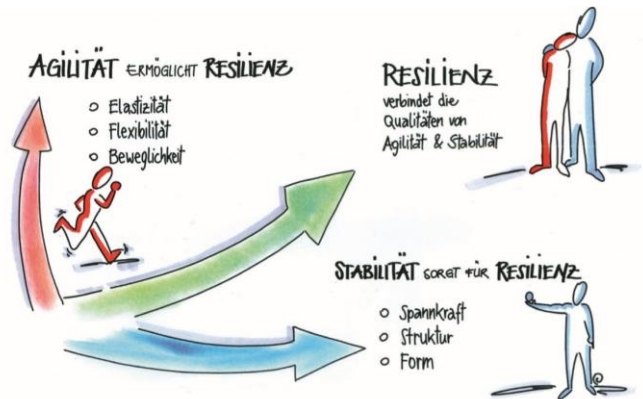 AGILITÄT ERMÖGLICHT RESILIENZ
○ Elastizität
○ Flexibilität
○ Beweglichkeit
RESILIENZ
verbindet die
Qualitäten von
Agilität & Stabilität
STABILITÄT SORGT FÜR RESILIENZ
○ Spannkraft
○ Struktur
○ Form